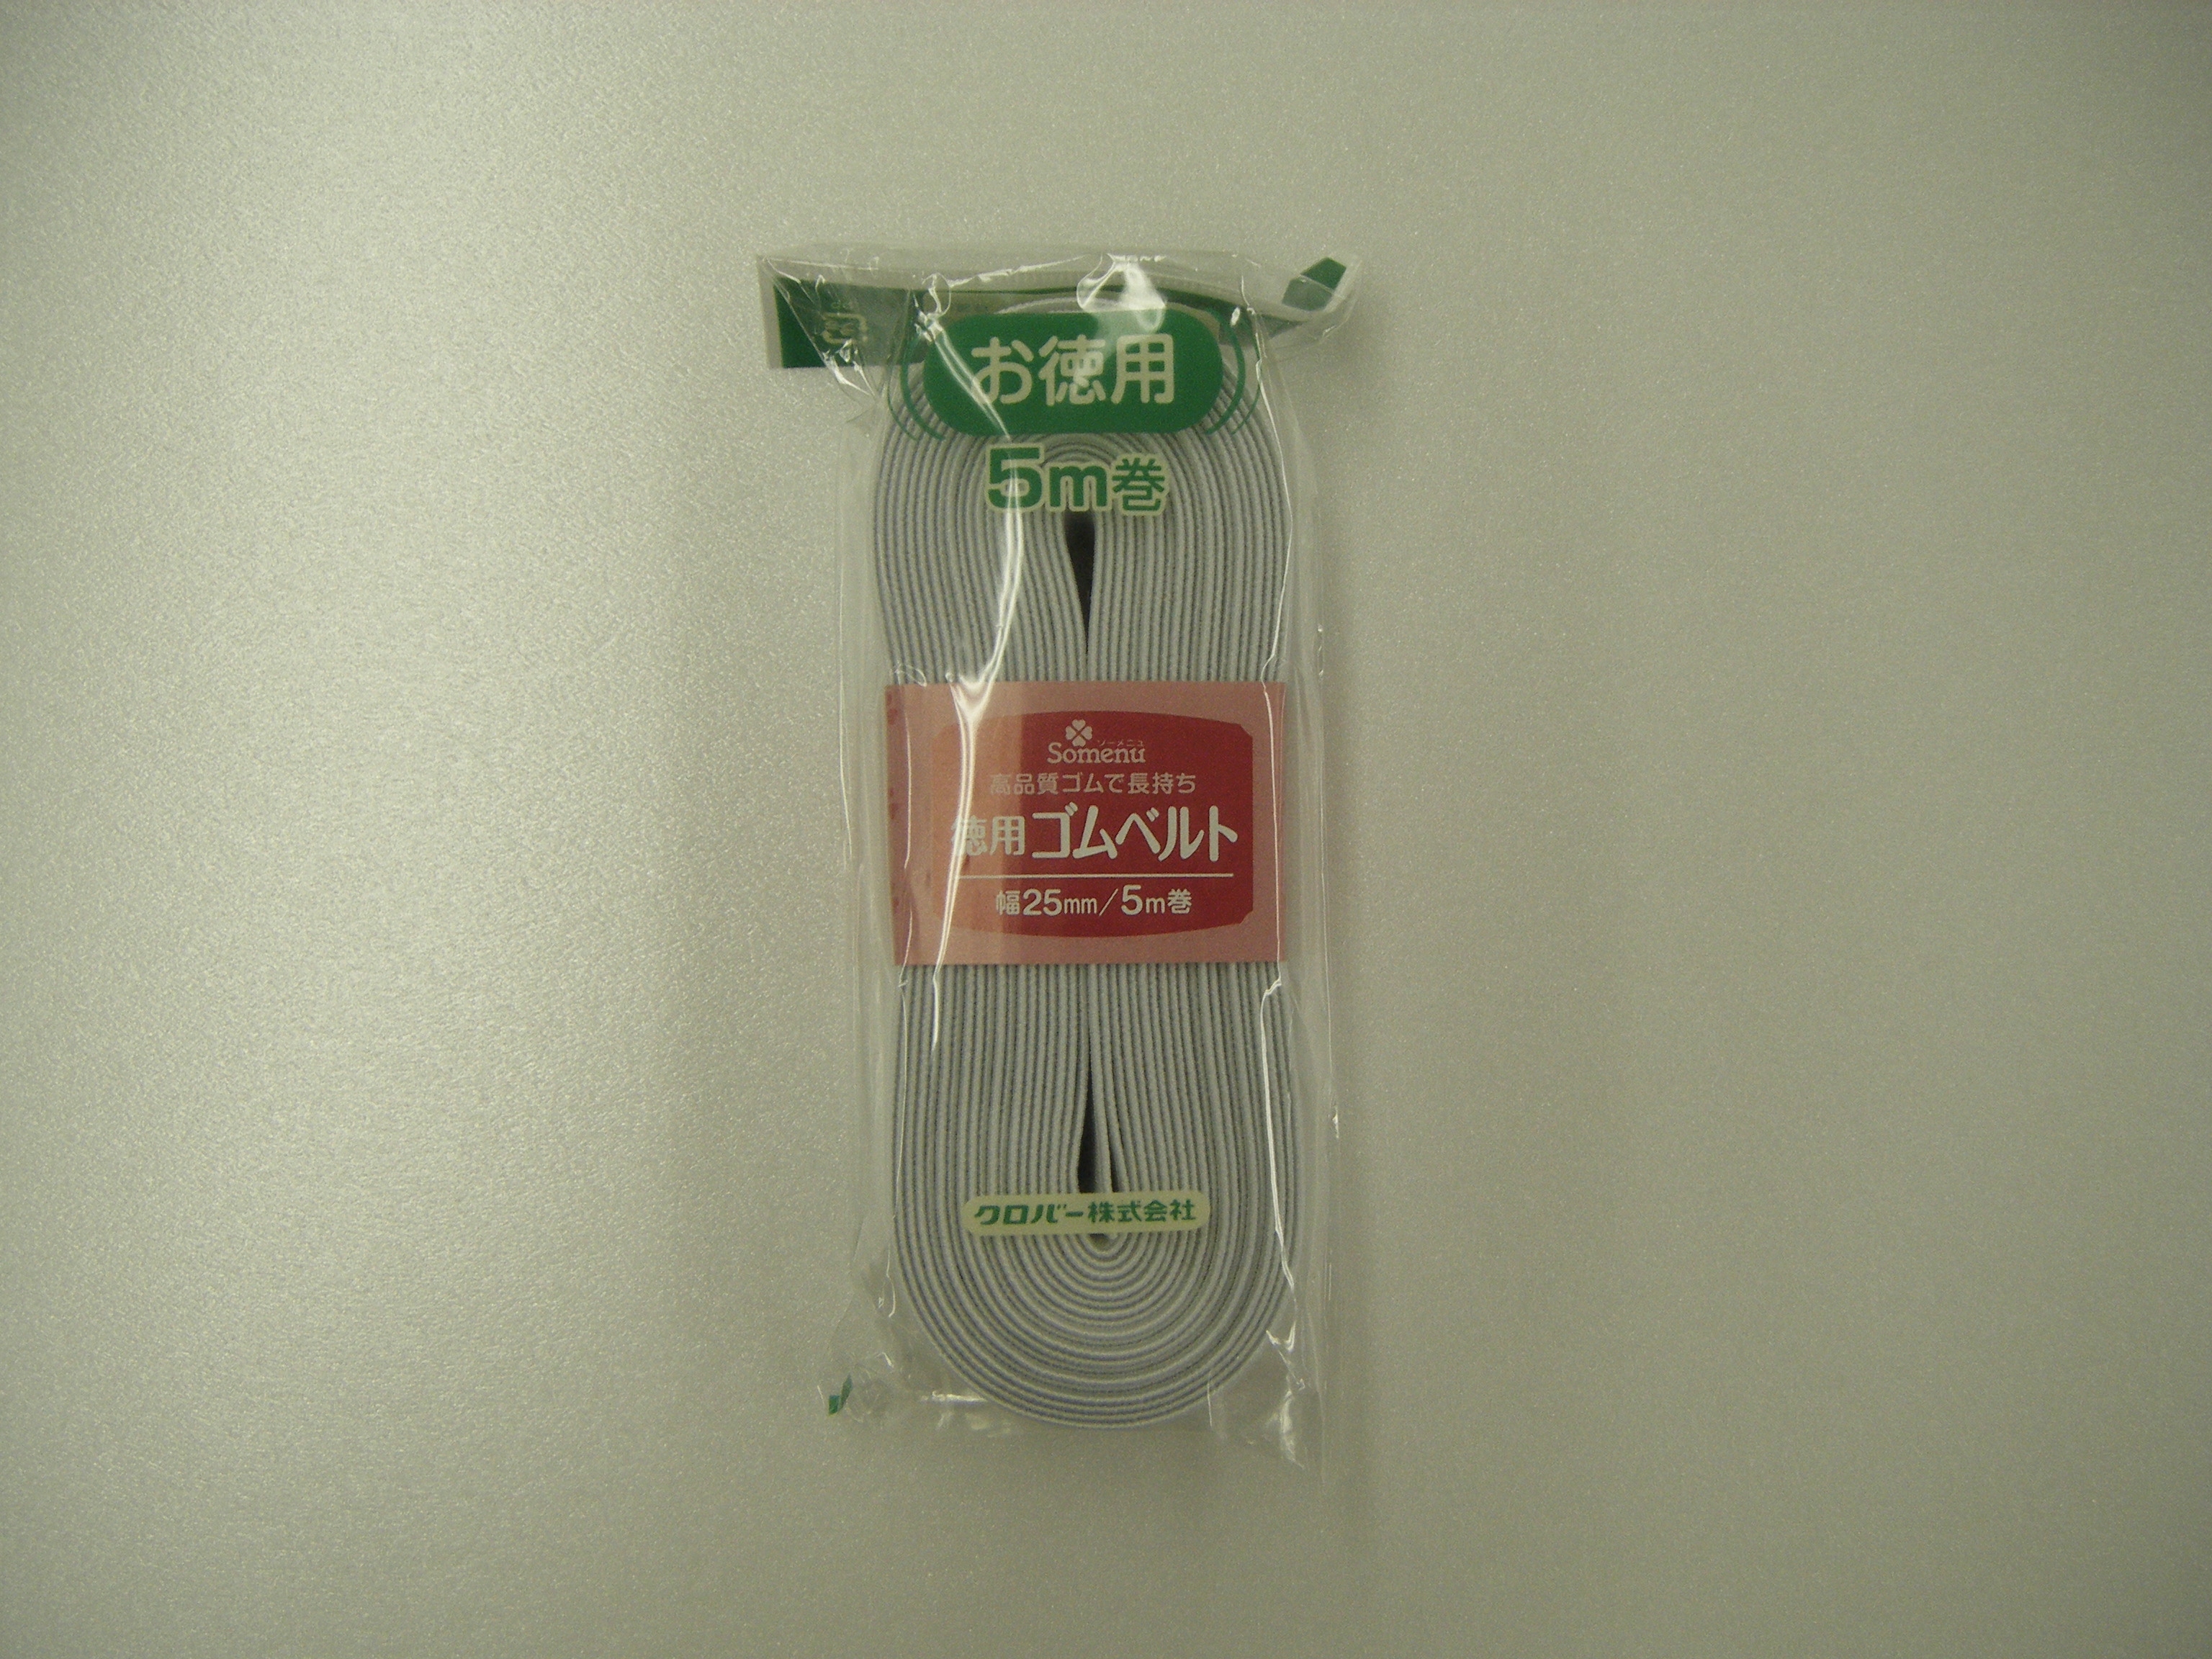 お徳用
5m巻
ソーメニュ
Somenu
高品質ゴムで長持ち
徳用ゴムベルト
幅25mm/5m巻
クロバー株式会社